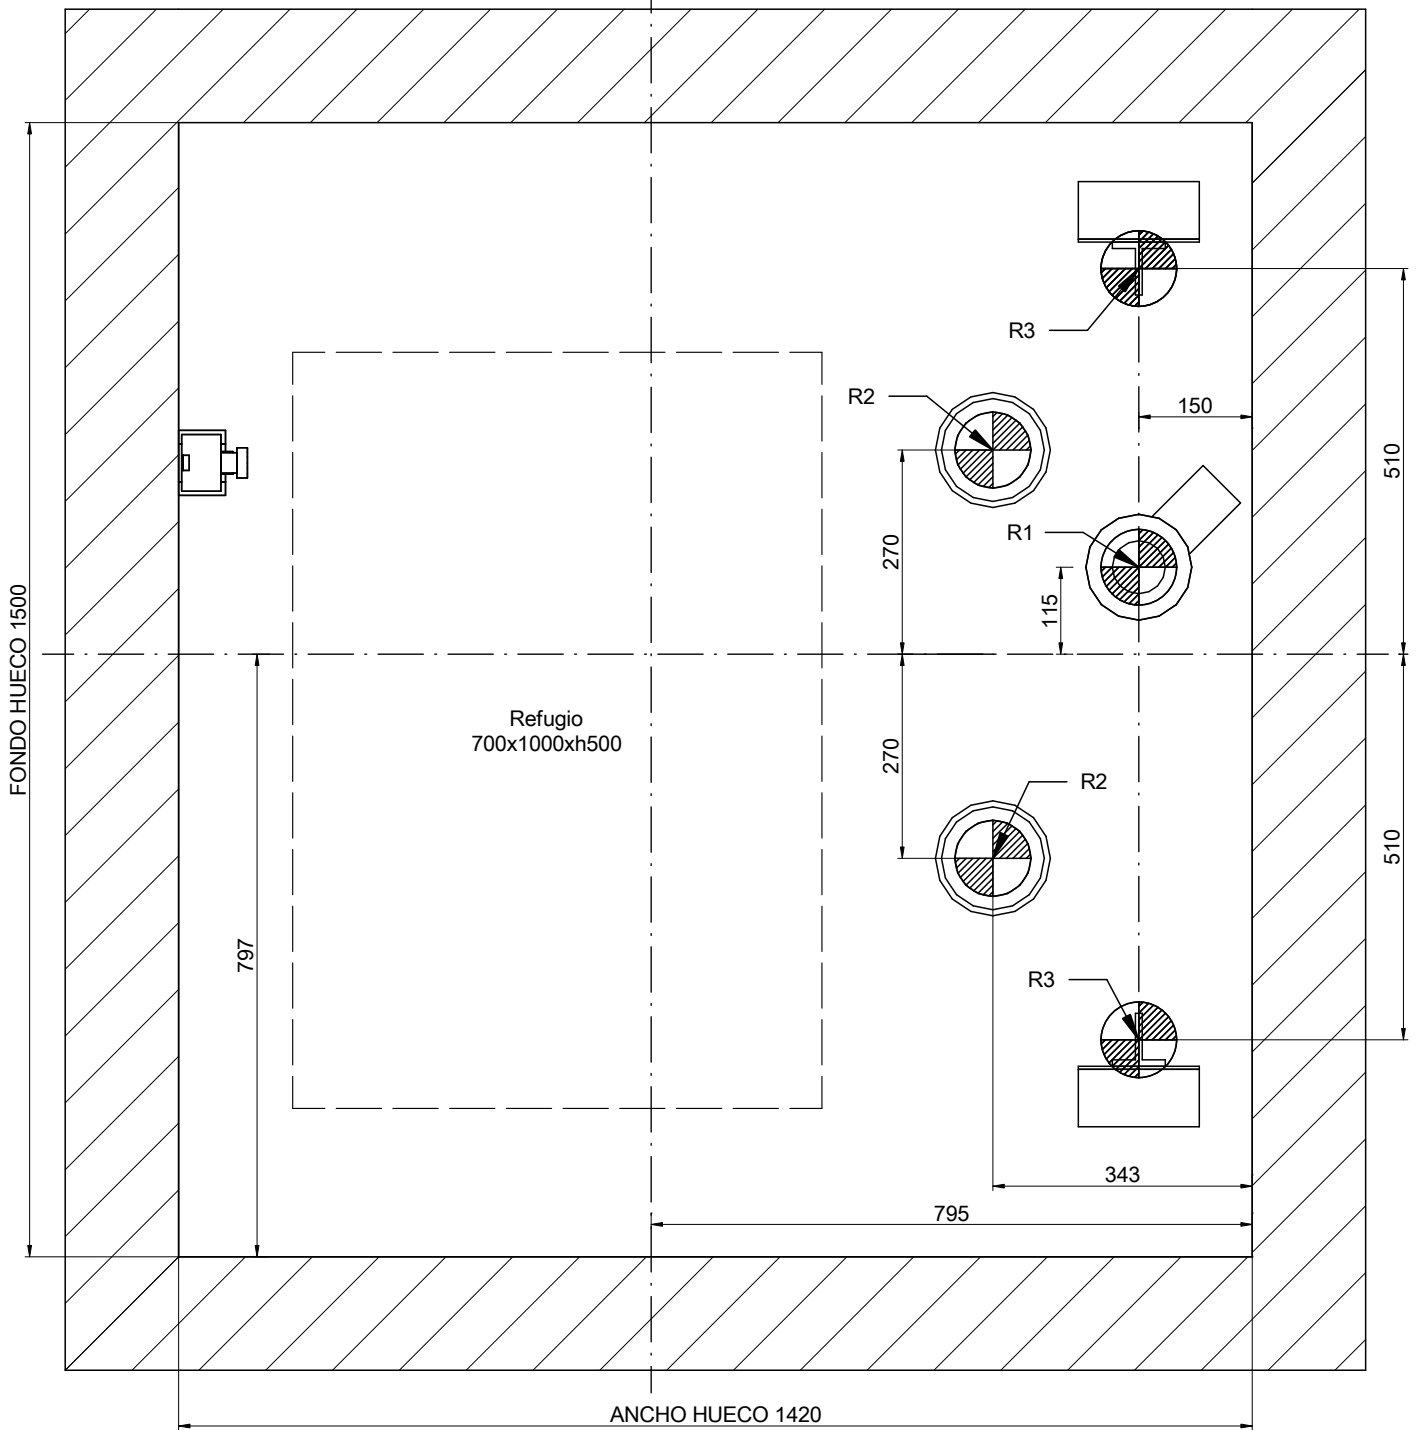 R3
R2
150
510
R1
270
115
FONDO HUECO 1500
Refugio
700x1000xh500
270
R2
510
797
R3
343
795
ANCHO HUECO 1420